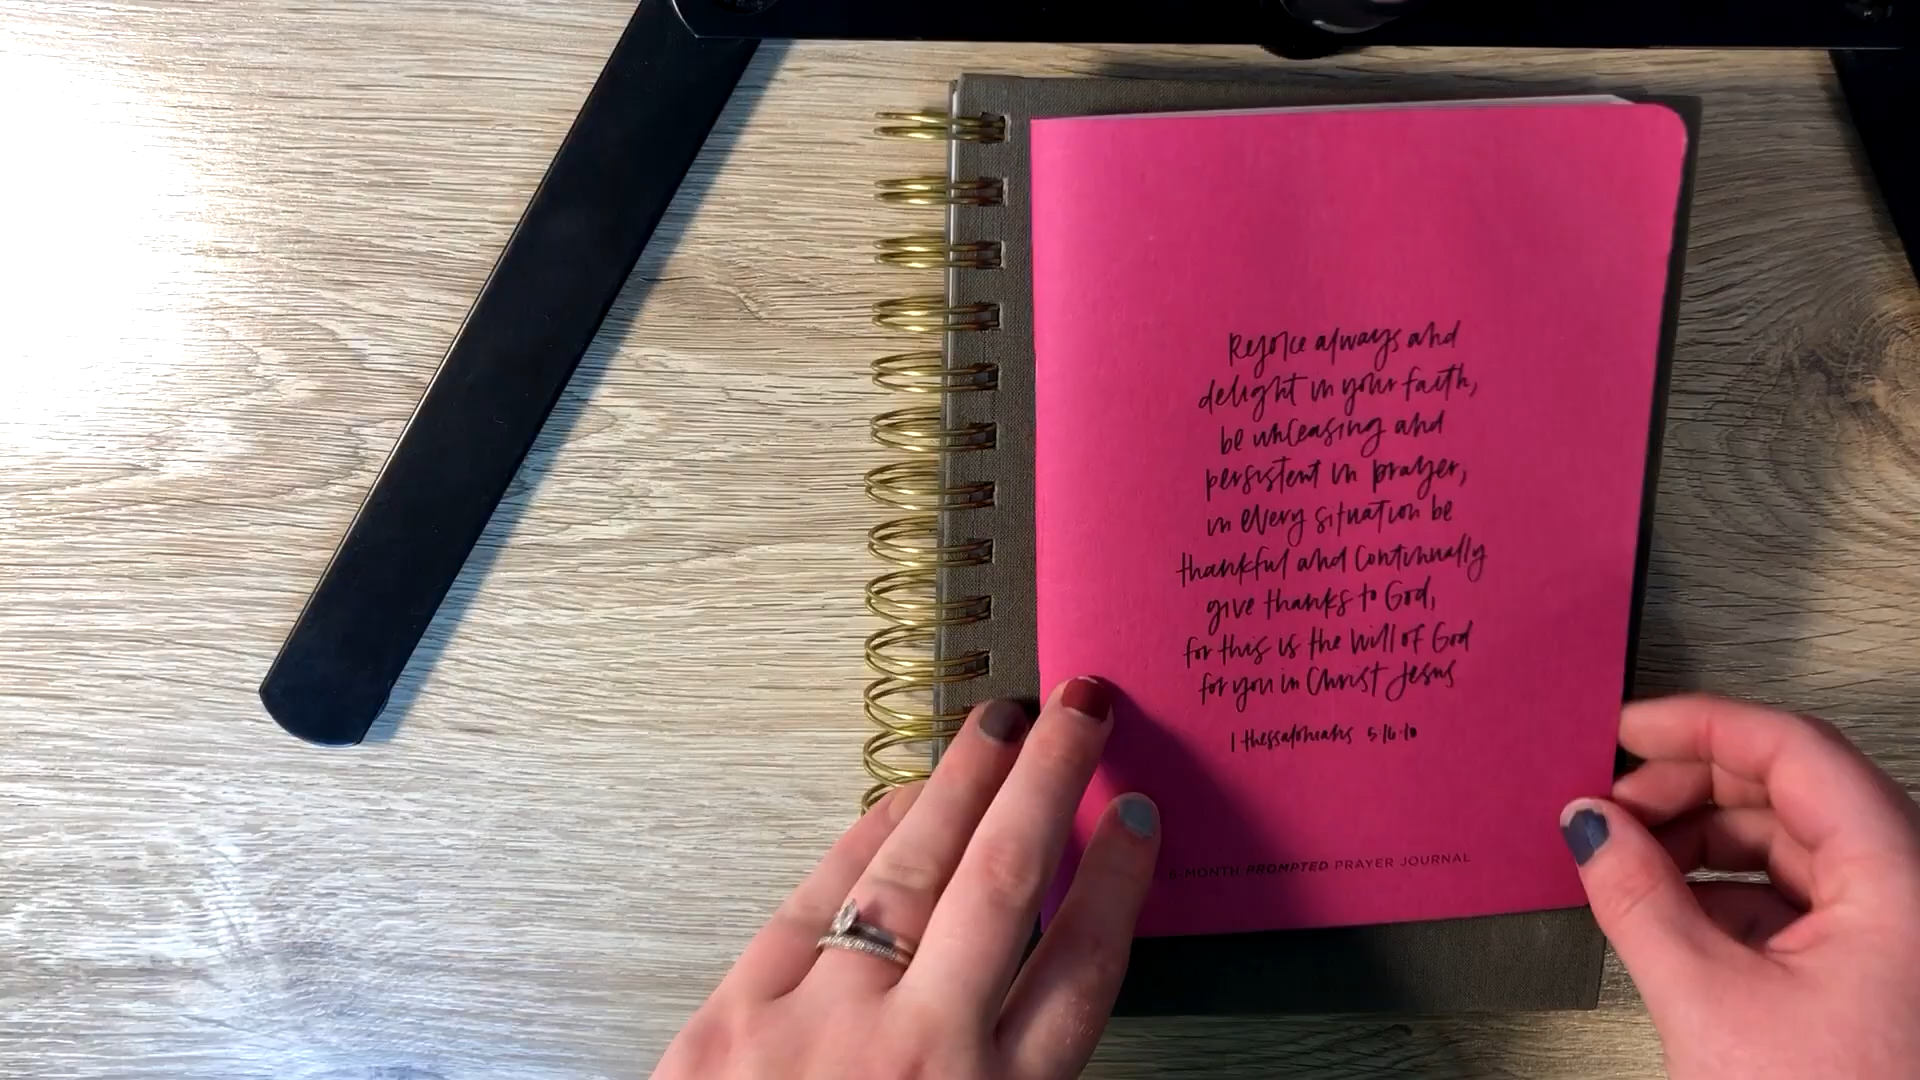 Rejoice always and
delight in your faith,
be unceasing and
persistent in prayer,
in every situation be
thankful and continually
give thanks to God,
for this is the will of God
for you in Christ Jesus
1 thessalonians 5:16-18
6-MONTH PROMPTED PRAYER JOURNAL